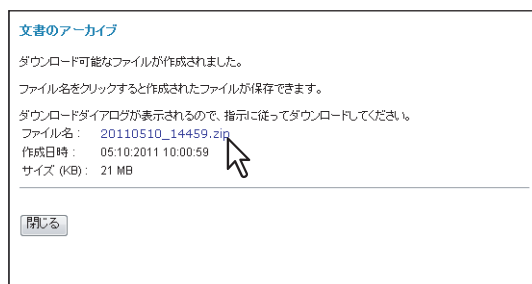 文書のアーカイブ
ダウンロード可能なファイルが作成されました。
ファイル名をクリックすると作成されたファイルが保存できます。
ダウンロードダイアログが表示されるので、指示に従ってダウンロードしてください。
ファイル名: 20110510_14459.zip
作成日時: 05:10:2011 10:00:59
サイズ (KB): 21 MB
閉じる